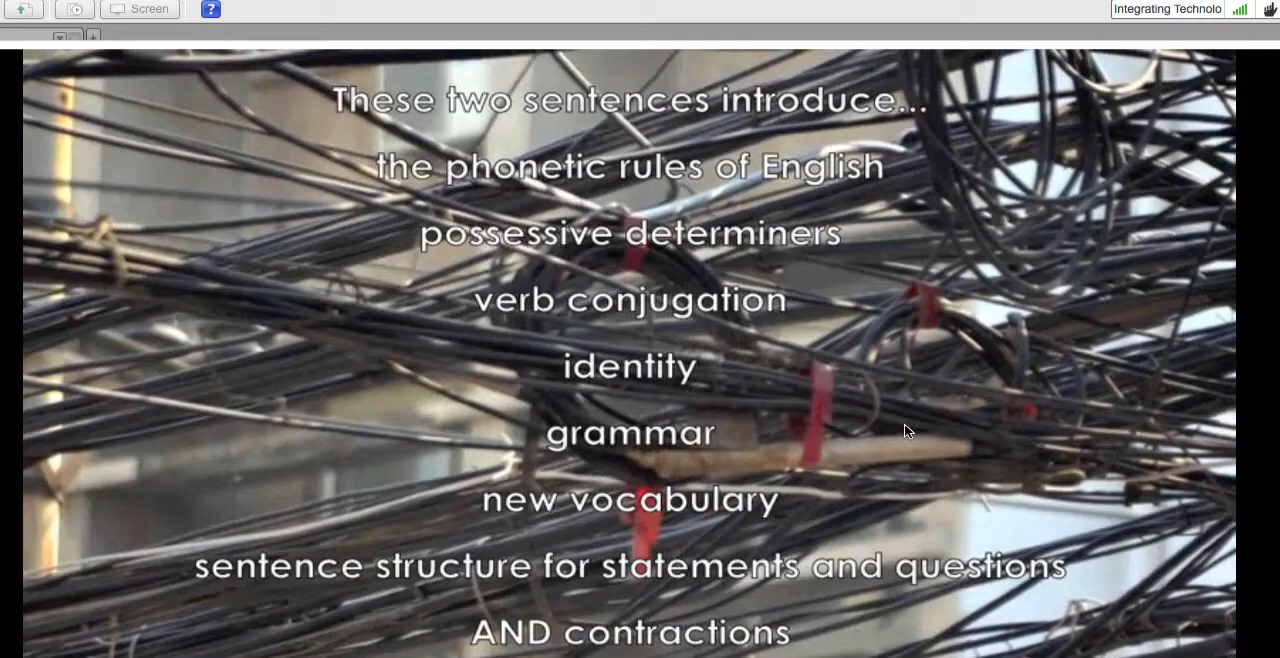 Screen
?
Integrating Technolo
+
These two sentences introduce...
the phonetic rules of English
possessive determiners
verb conjugation
identity
grammar
new vocabulary
sentence structure for statements and questions
AND contractions